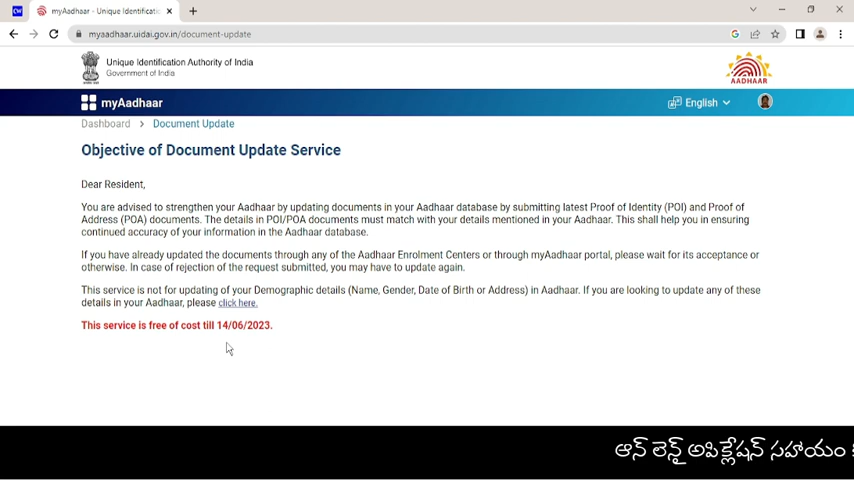 CW
myAadhaar - Unique Identificatio
myaadhaar.uidai.gov.in/document-update
Unique Identification Authority of India
Government of India
AADHAAR
myAadhaar
English
Dashboard > Document Update
Objective of Document Update Service
Dear Resident,
You are advised to strengthen your Aadhaar by updating documents in your Aadhaar database by submitting latest Proof of Identity (POI) and Proof of
Address (POA) documents. The details in POI/POA documents must match with your details mentioned in your Aadhaar. This shall help you in ensuring
continued accuracy of your information in the Aadhaar database.
If you have already updated the documents through any of the Aadhaar Enrolment Centers or through myAadhaar portal, please wait for its acceptance or
otherwise. In case of rejection of the request submitted, you may have to update again.
This service is not for updating of your Demographic details (Name, Gender, Date of Birth or Address) in Aadhaar. If you are looking to update any of these
details in your Aadhaar, please click here.
This service is free of cost till 14/06/2023.
ఆన్ లైన్ అపిక్లేషన్ సహాయం